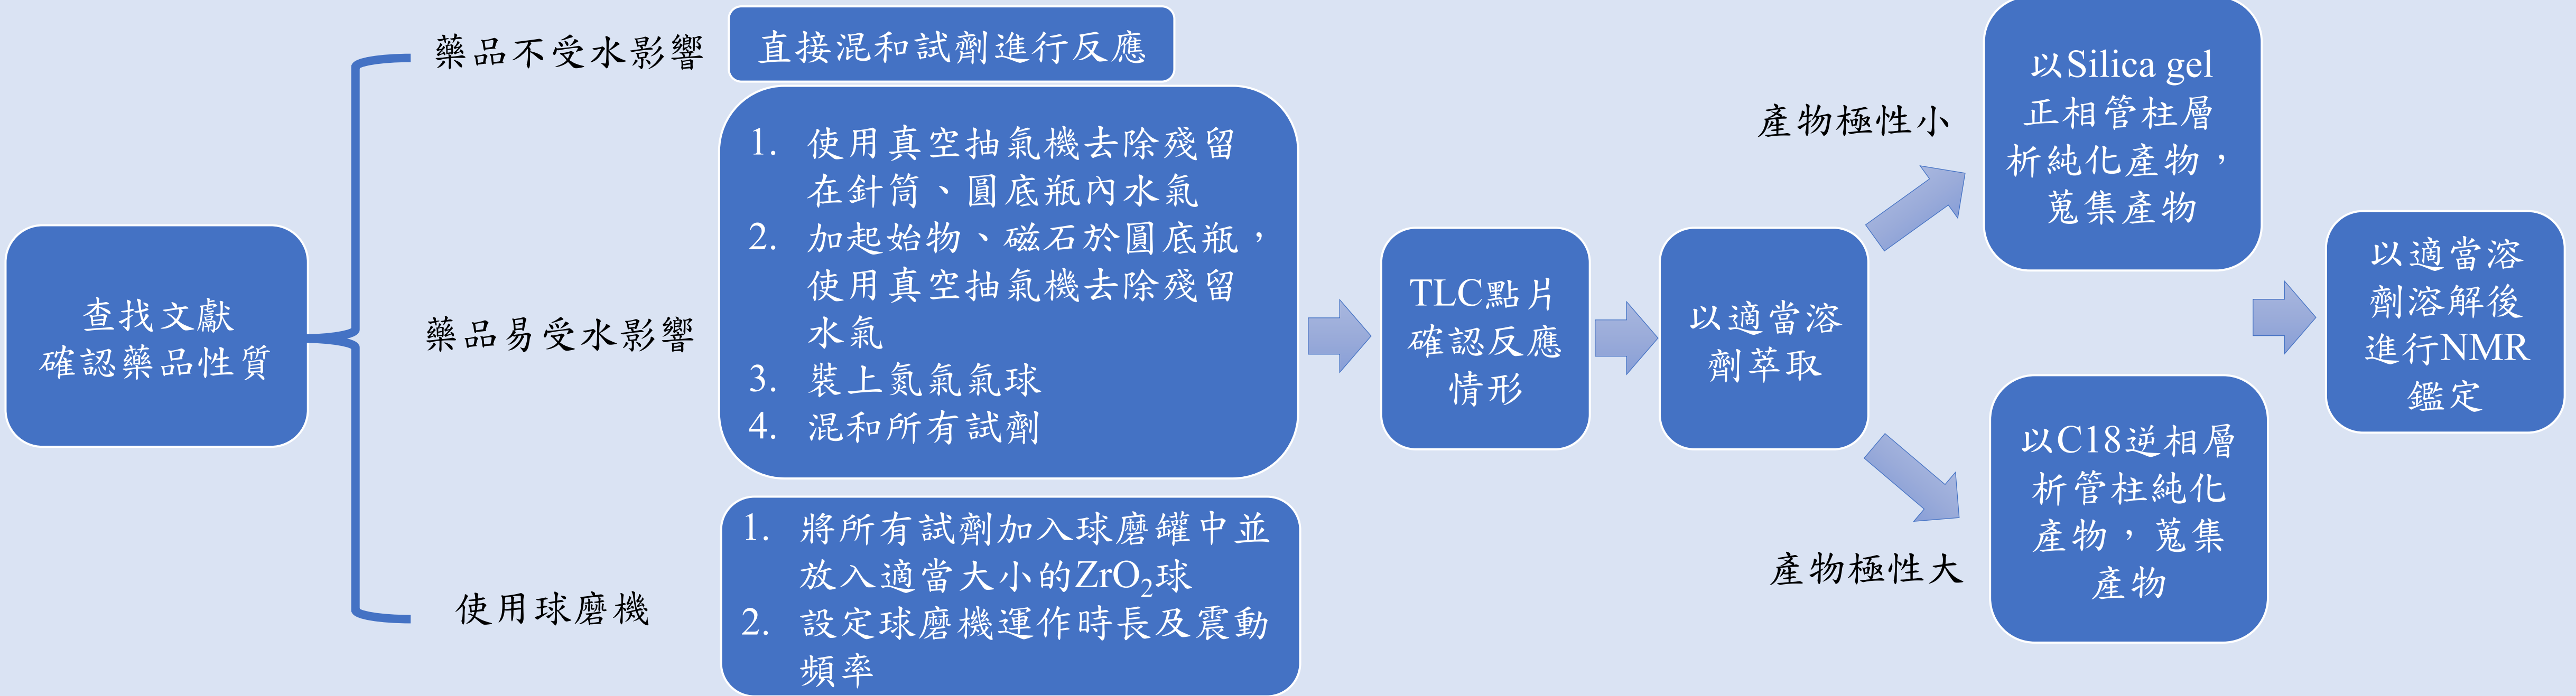 查找文獻
確認藥品性質
藥品不受水影響
直接混和試劑進行反應
藥品易受水影響
1. 使用真空抽氣機去除殘留
在針筒、圓底瓶內水氣
2. 加起始物、磁石於圓底瓶，
使用真空抽氣機去除殘留
水氣
3. 裝上氮氣氣球
4. 混和所有試劑
使用球磨機
1. 將所有試劑加入球磨罐中並
放入適當大小的ZrO₂球
2. 設定球磨機運作時長及震動
頻率
TLC點片
確認反應
情形
以適當溶
劑萃取
產物極性小
以Silica gel
正相管柱層
析純化產物，
蒐集產物
產物極性大
以C18逆相層
析管柱純化
產物，蒐集
產物
以適當溶
劑溶解後
進行NMR
鑑定